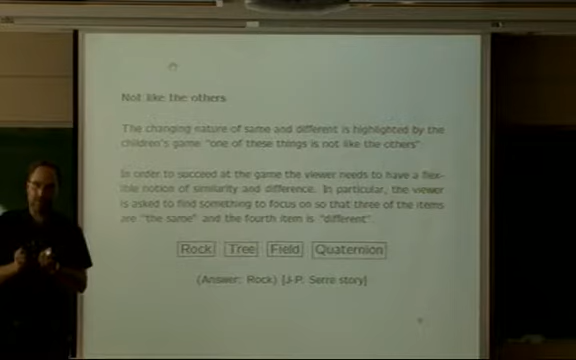 Not like the others
The changing nature of same and different is highlighted by the
children's game "one of these things is not like the others"
In order to succeed at the game the viewer needs to have a flex-
ible notion of similarity and difference. In particular, the viewer
is asked to find something to focus on so that three of the items
are "the same" and the fourth item is "different".
Rock Tree Field Quaternion
(Answer: Rock) [J-P. Serre story]